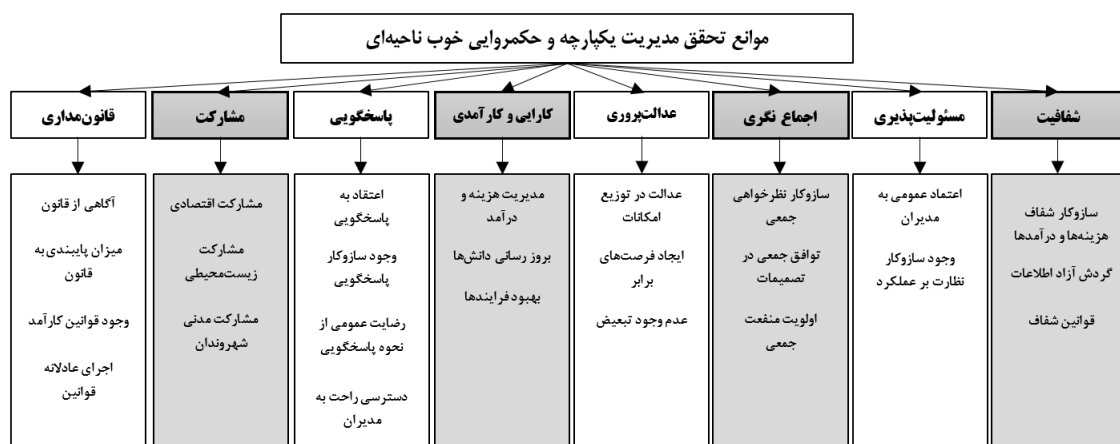 موانع تحقق مدیریت یکپارچه و حکمروایی خوب ناحیه‌ای
شفافیت
مسئولیت‌پذیری
اجماع نگری
عدالت‌پروری
کارایی و کارآمدی
پاسخگویی
مشارکت
قانون‌مداری
سازوکار شفاف
هزینه‌ها و درآمدها
گردش آزاد اطلاعات
قوانین شفاف
اعتماد عمومی به
مدیران
وجود سازوکار
نظارت بر عملکرد
سازوکار نظرخواهی
جمعی
توافق جمعی در
تصمیمات
اولویت منفعت
جمعی
عدالت در توزیع
امکانات
ایجاد فرصت‌های
برابر
عدم وجود تبعیض
مدیریت هزینه و
درآمد
بروز رسانی دانش‌ها
بهبود فرایندها
اعتقاد به
پاسخگویی
وجود سازوکار
پاسخگویی
رضایت عمومی از
نحوه پاسخگویی
دسترسی راحت به
مدیران
مشارکت اقتصادی
مشارکت
زیست‌محیطی
مشارکت مدنی
شهروندان
آگاهی از قانون
میزان پایبندی به
قانون
وجود قوانین کارآمد
اجرای عادلانه
قوانین